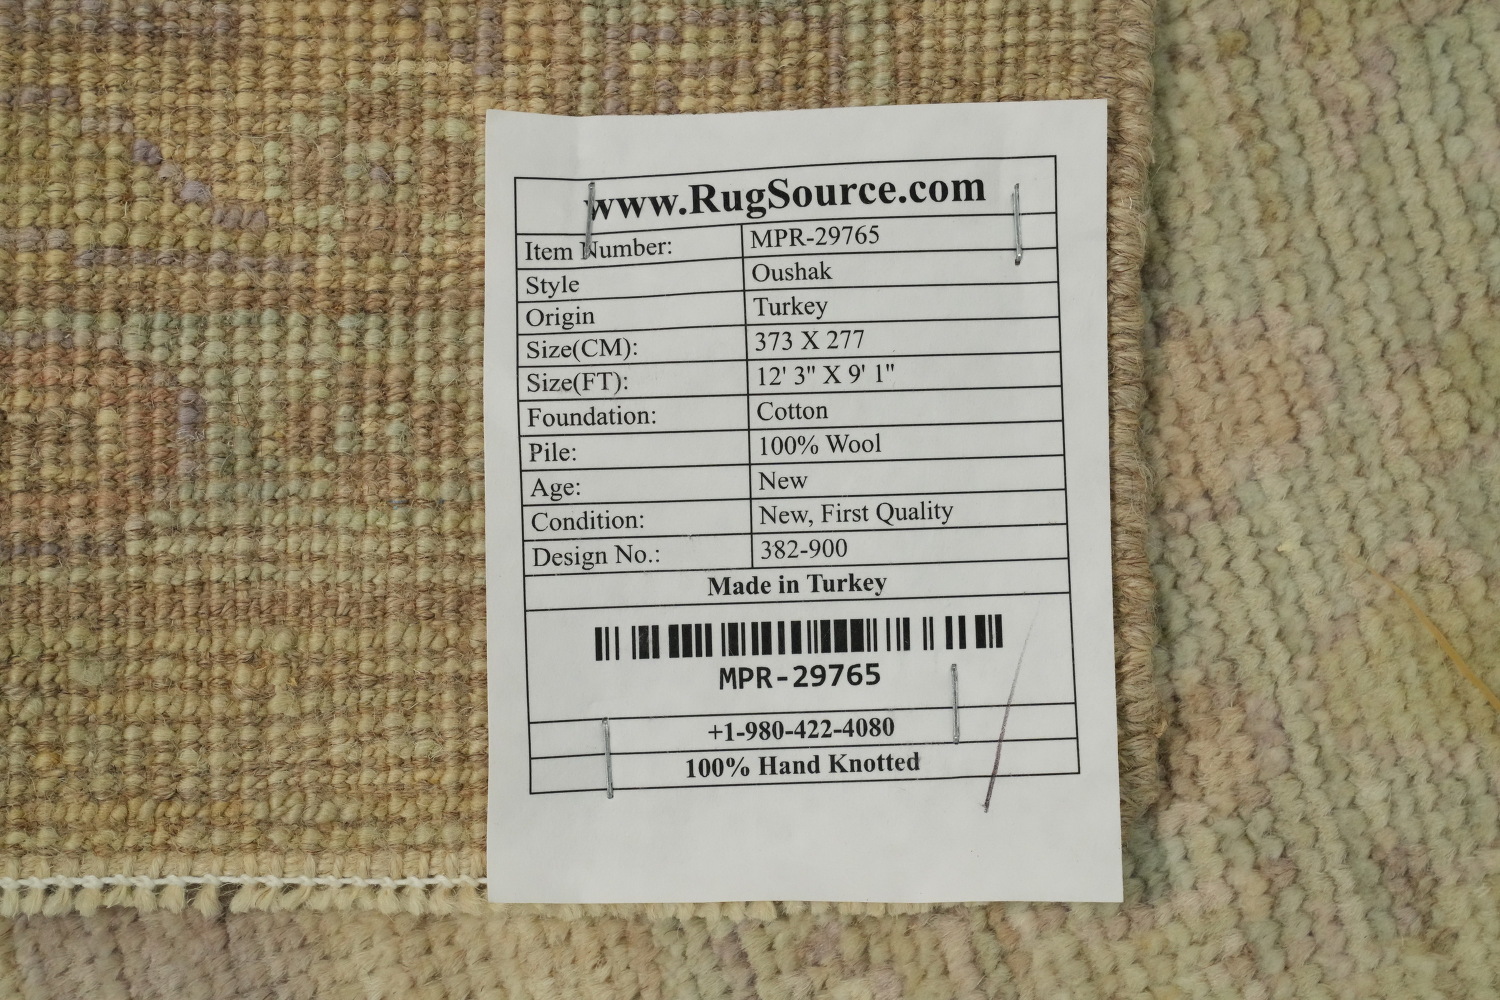 www.RugSource.com
Item Number: MPR-29765
Style Oushak
Origin Turkey
Size(CM): 373 X 277
Size(FT): 12' 3" X 9' 1"
Foundation: Cotton
Pile: 100% Wool
Age: New
Condition: New, First Quality
Design No.: 382-900
Made in Turkey
MPR-29765
+1-980-422-4080
100% Hand Knotted